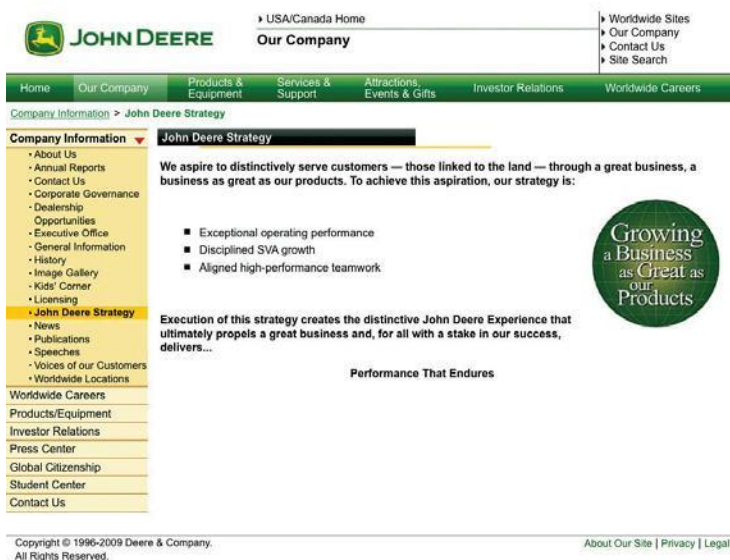 JOHN DEERE
USA/Canada Home
Our Company
Worldwide Sites
Our Company
Contact Us
Site Search
Home
Our Company
Products &
Equipment
Services &
Support
Attractions,
Events & Gifts
Investor Relations
Worldwide Careers
Company Information > John Deere Strategy
Company Information
• About Us
• Annual Reports
• Contact Us
• Corporate Governance
• Dealership
Opportunities
• Executive Office
• General Information
• History
• Image Gallery
• Kids' Corner
• Licensing
• John Deere Strategy
• News
• Publications
• Speeches
• Voices of our Customers
• Worldwide Locations
Worldwide Careers
Products/Equipment
Investor Relations
Press Center
Global Citizenship
Student Center
Contact Us
John Deere Strategy
We aspire to distinctively serve customers — those linked to the land — through a great business, a
business as great as our products. To achieve this aspiration, our strategy is:
■ Exceptional operating performance
■ Disciplined SVA growth
■ Aligned high-performance teamwork
Growing
a Business
as Great as
our
Products
Execution of this strategy creates the distinctive John Deere Experience that
ultimately propels a great business and, for all with a stake in our success,
delivers...
Performance That Endures
Copyright © 1996-2009 Deere & Company.
All Rights Reserved.
About Our Site | Privacy | Legal